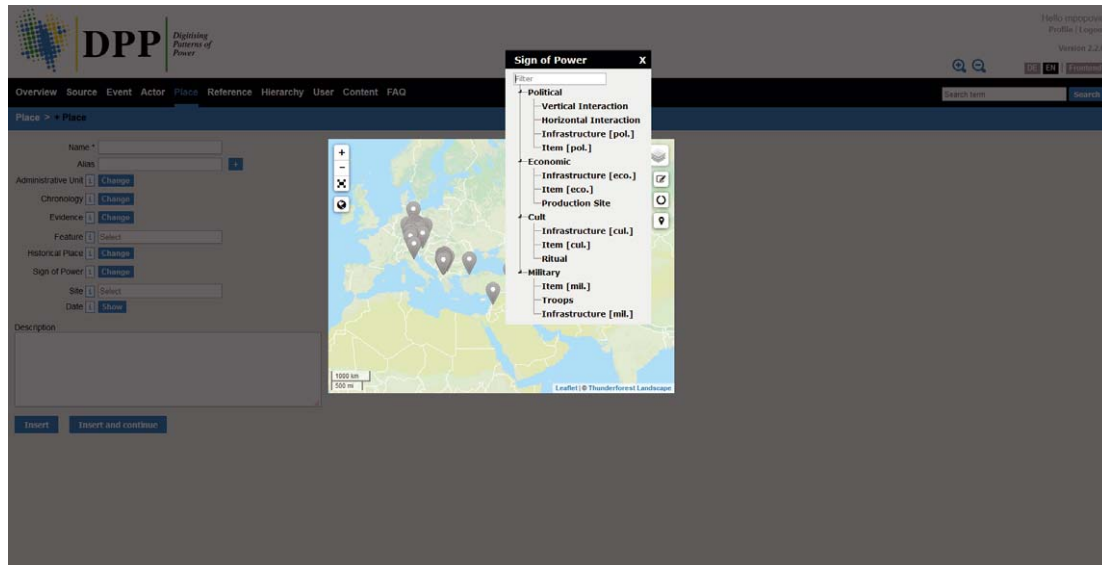 DPP
Digitising
Patterns of
Power
Version 2.2.
DE EN Frontend
Overview Source Event Actor Place Reference Hierarchy User Content FAQ
Search term Search
Place > + Place
Name *
Alias +
Administrative Unit i Change
Chronology i Change
Evidence i Change
Feature i Select
Historical Place i Change
Sign of Power i Change
Site i Select
Date i Show
Description
Insert Insert and continue
+
-
1000 km
500 mi
Leaflet | © Thunderforest Landscape
Sign of Power X
Filter
Political
Vertical Interaction
Horizontal Interaction
Infrastructure [pol.]
Item [pol.]
Economic
Infrastructure [eco.]
Item [eco.]
Production Site
Cult
Infrastructure [cul.]
Item [cul.]
Ritual
Military
Item [mil.]
Troops
Infrastructure [mil.]